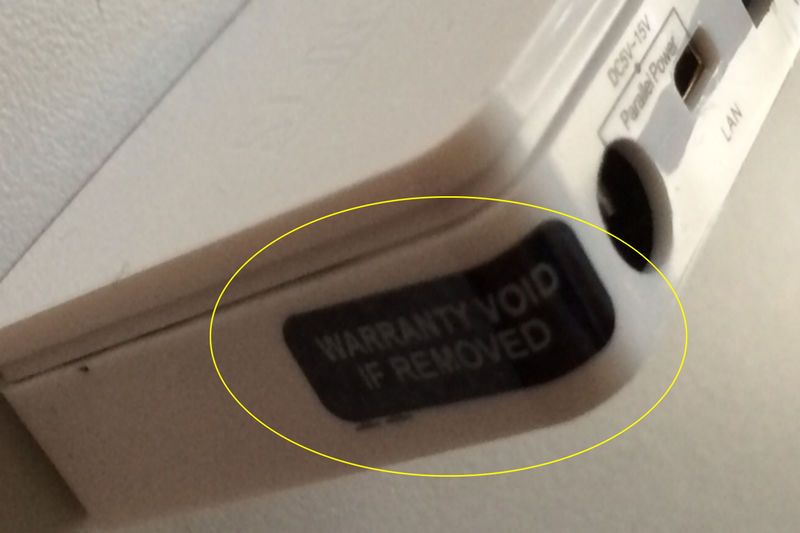 DC5V~15V
Parallel Power
LAN
WARRANTY VOID
IF REMOVED